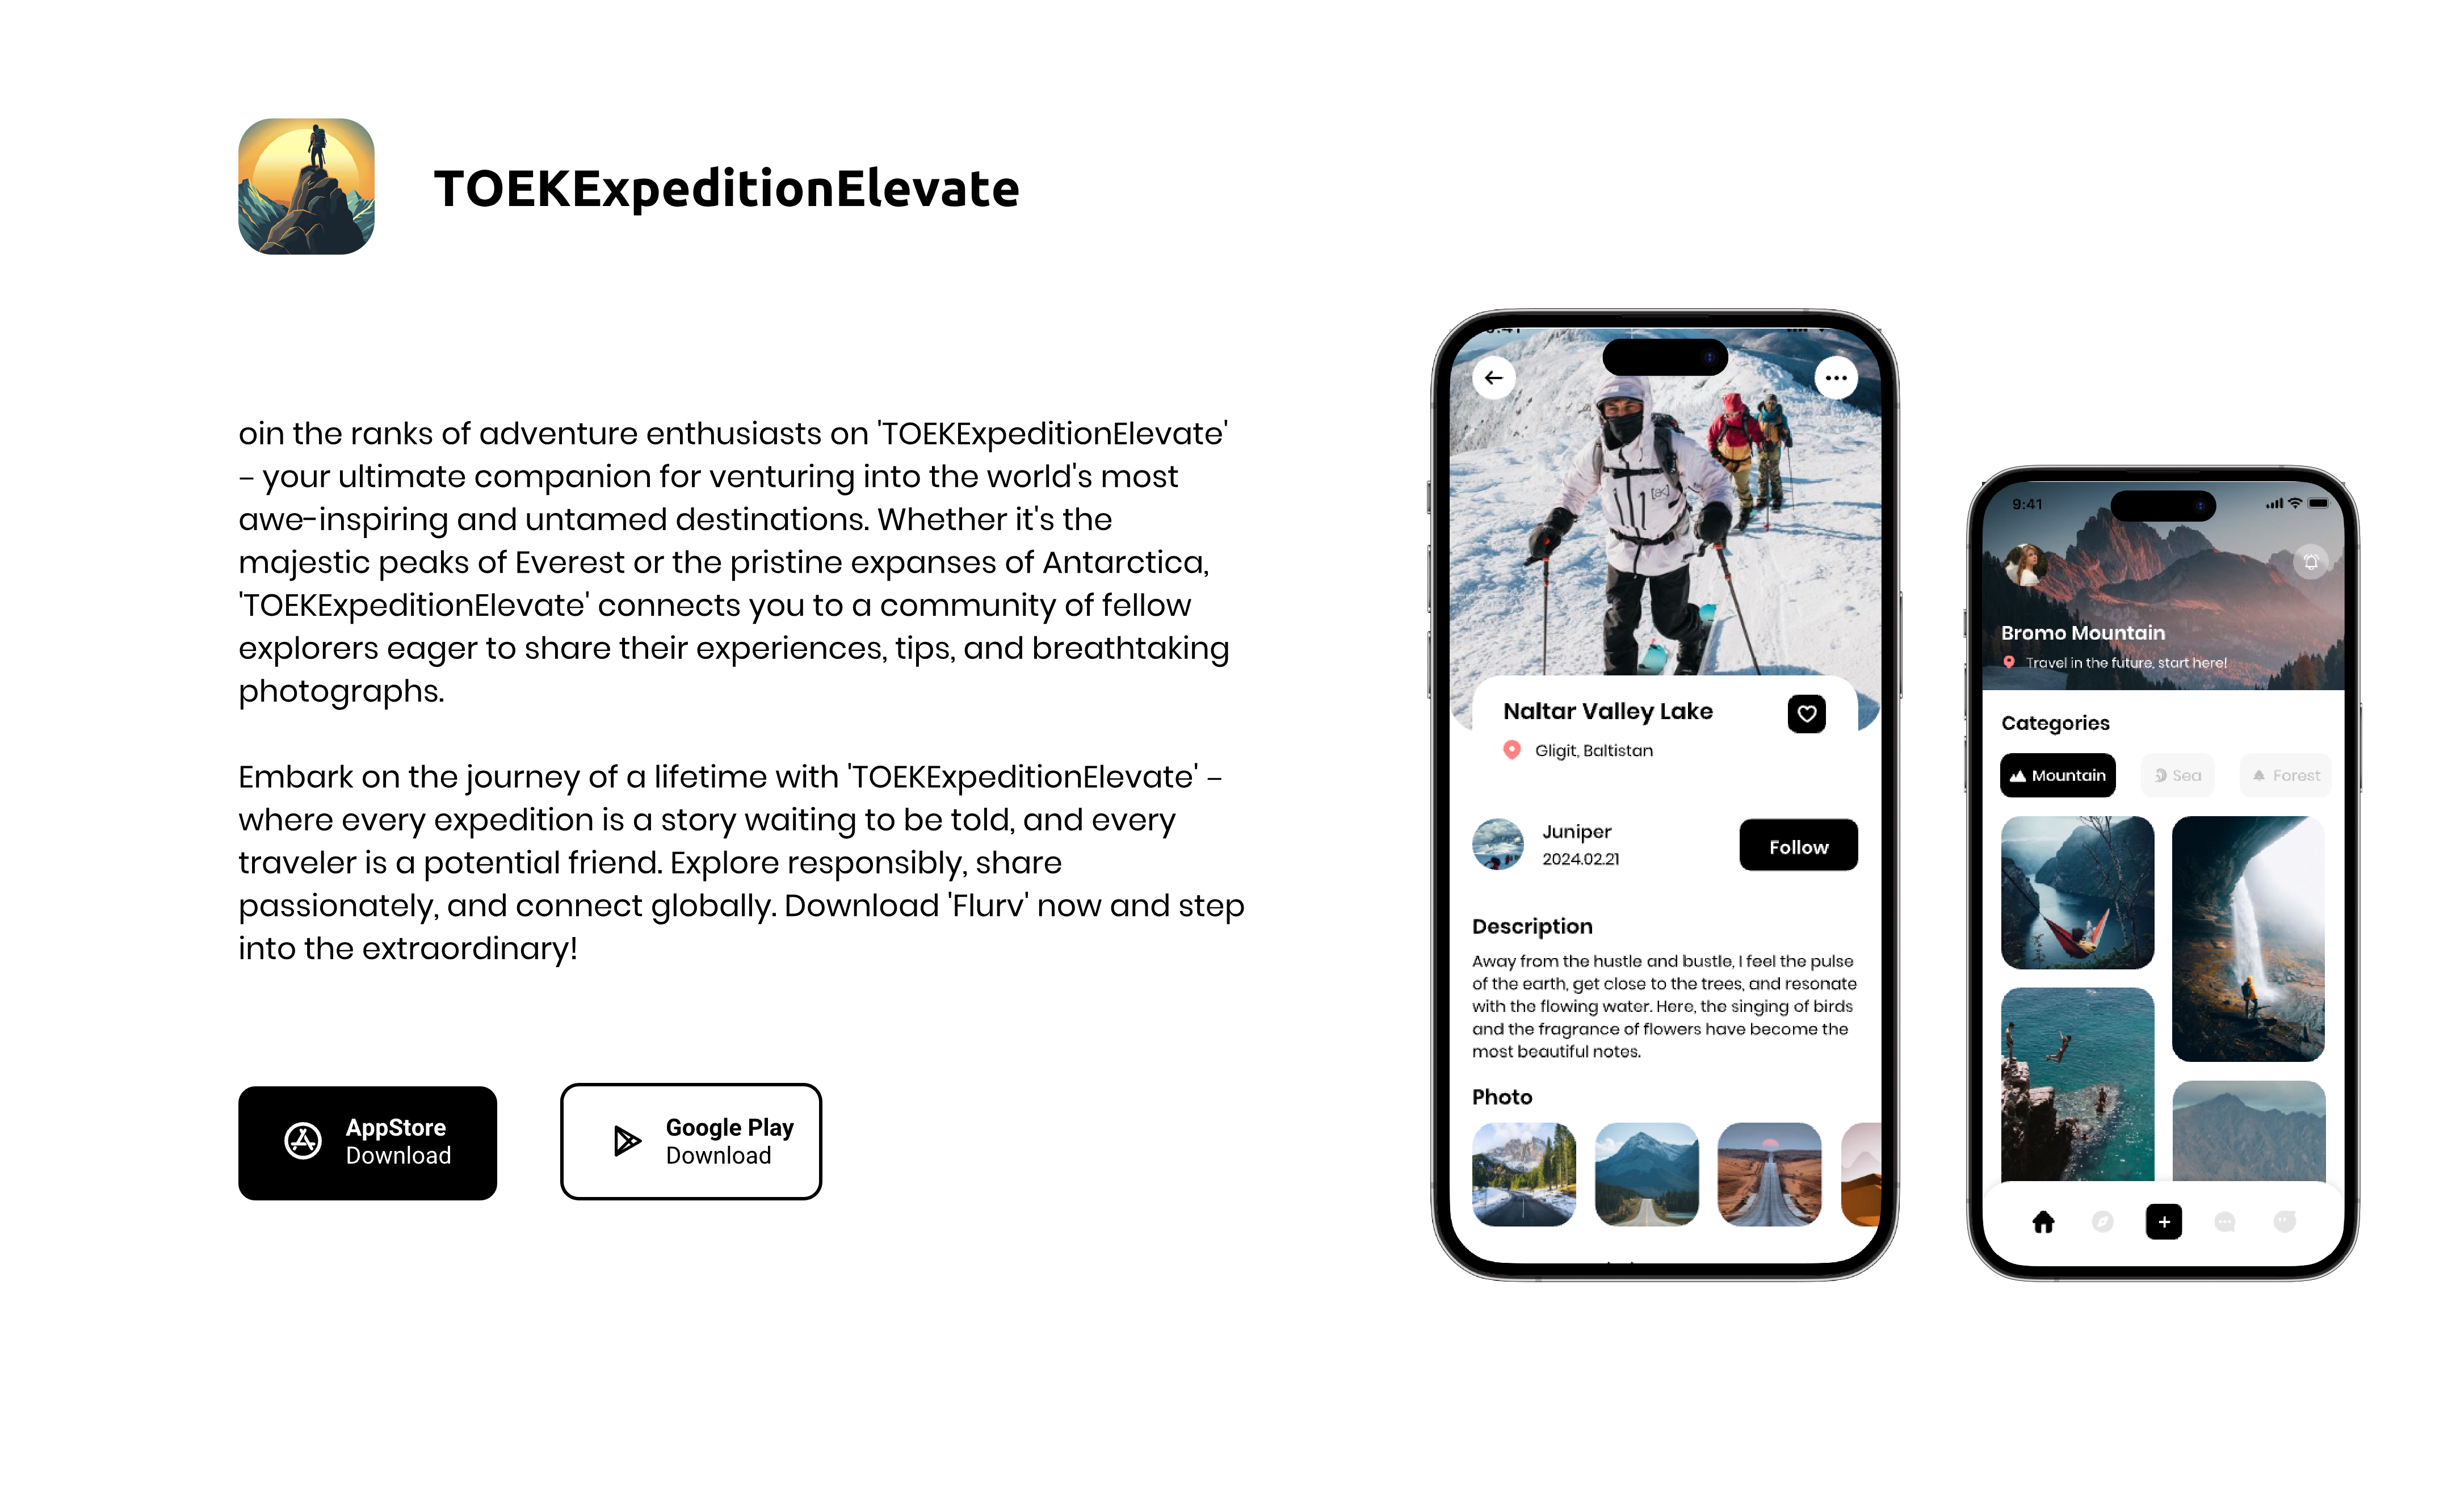 TOEKExpeditionElevate
oin the ranks of adventure enthusiasts on 'TOEKExpeditionElevate'
– your ultimate companion for venturing into the world's most
awe-inspiring and untamed destinations. Whether it's the
majestic peaks of Everest or the pristine expanses of Antarctica,
'TOEKExpeditionElevate' connects you to a community of fellow
explorers eager to share their experiences, tips, and breathtaking
photographs.
Embark on the journey of a lifetime with 'TOEKExpeditionElevate' –
where every expedition is a story waiting to be told, and every
traveler is a potential friend. Explore responsibly, share
passionately, and connect globally. Download 'Flurv' now and step
into the extraordinary!
AppStore
Download
Google Play
Download
Naltar Valley Lake
Gligit, Baltistan
Juniper
2024.02.21
Follow
Description
Away from the hustle and bustle, I feel the pulse
of the earth, get close to the trees, and resonate
with the flowing water. Here, the singing of birds
and the fragrance of flowers have become the
most beautiful notes.
Photo
9:41
Bromo Mountain
Travel in the future, start here!
Categories
Mountain
Sea
Forest